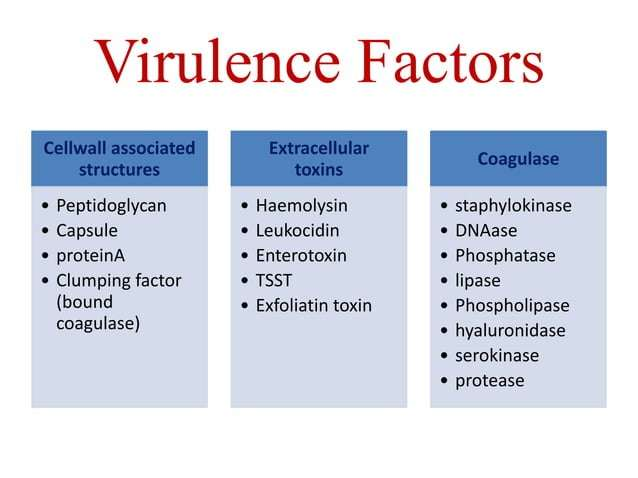 Virulence Factors
Cellwall associated
structures
• Peptidoglycan
• Capsule
• proteinA
• Clumping factor
(bound
coagulase)
Extracellular
toxins
• Haemolysin
• Leukocidin
• Enterotoxin
• TSST
• Exfoliatin toxin
Coagulase
• staphylokinase
• DNAase
• Phosphatase
• lipase
• Phospholipase
• hyaluronidase
• serokinase
• protease